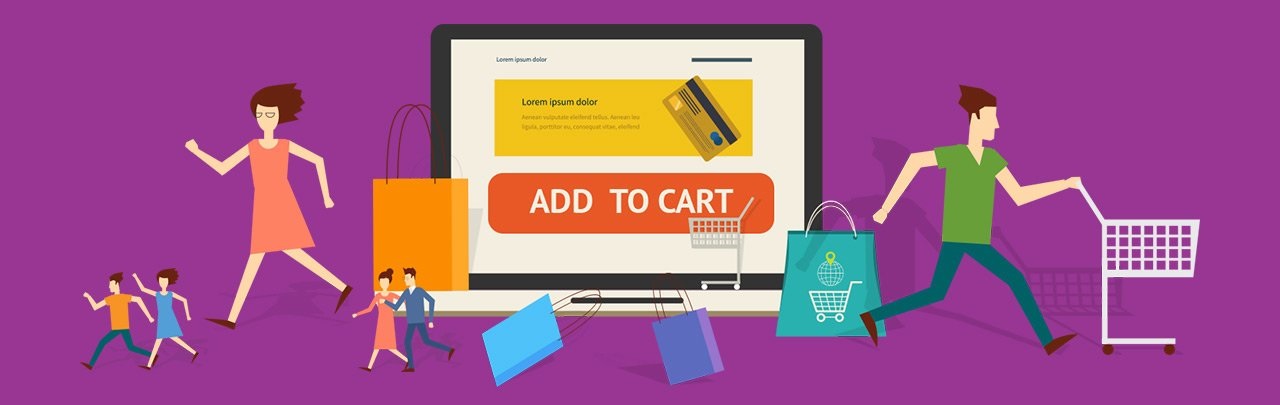 Lorem ipsum dolor
Lorem ipsum dolor
Aenean vulputate eleifend tellus. Aenean leo
ligula, porttitor eu, consequat vitae, eleifend
ADD TO CART